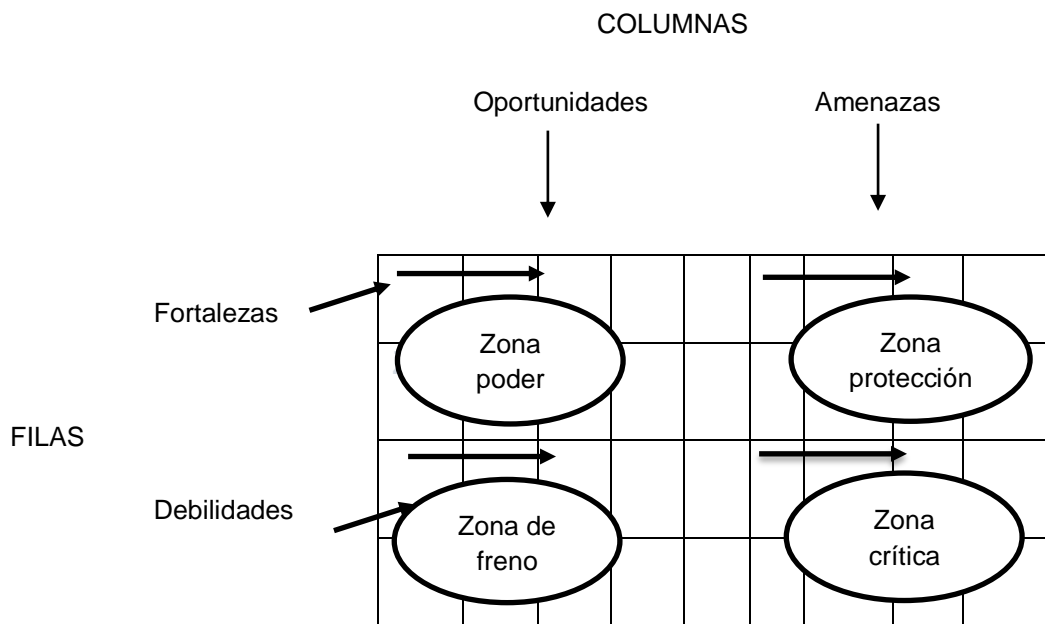 COLUMNAS
Oportunidades
Amenazas
Fortalezas
Zona
poder
Zona
protección
FILAS
Debilidades
Zona de
freno
Zona
crítica